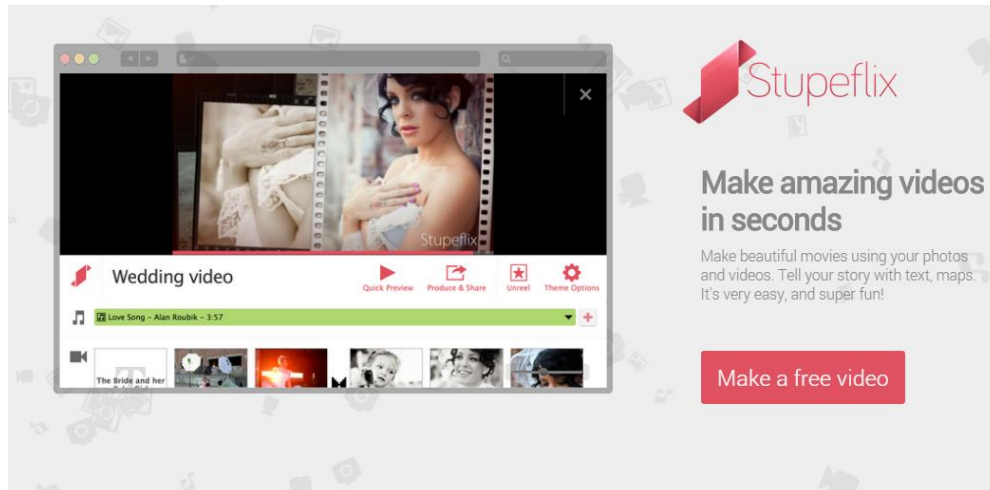 Stupeflix
Wedding video
Quick Preview
Produce & Share
Unreel
Theme Options
Love Song - Alan Roubik - 3:57
The Bride and her
Stupeflix
Make amazing videos
in seconds
Make beautiful movies using your photos
and videos. Tell your story with text, maps.
It's very easy, and super fun!
Make a free video